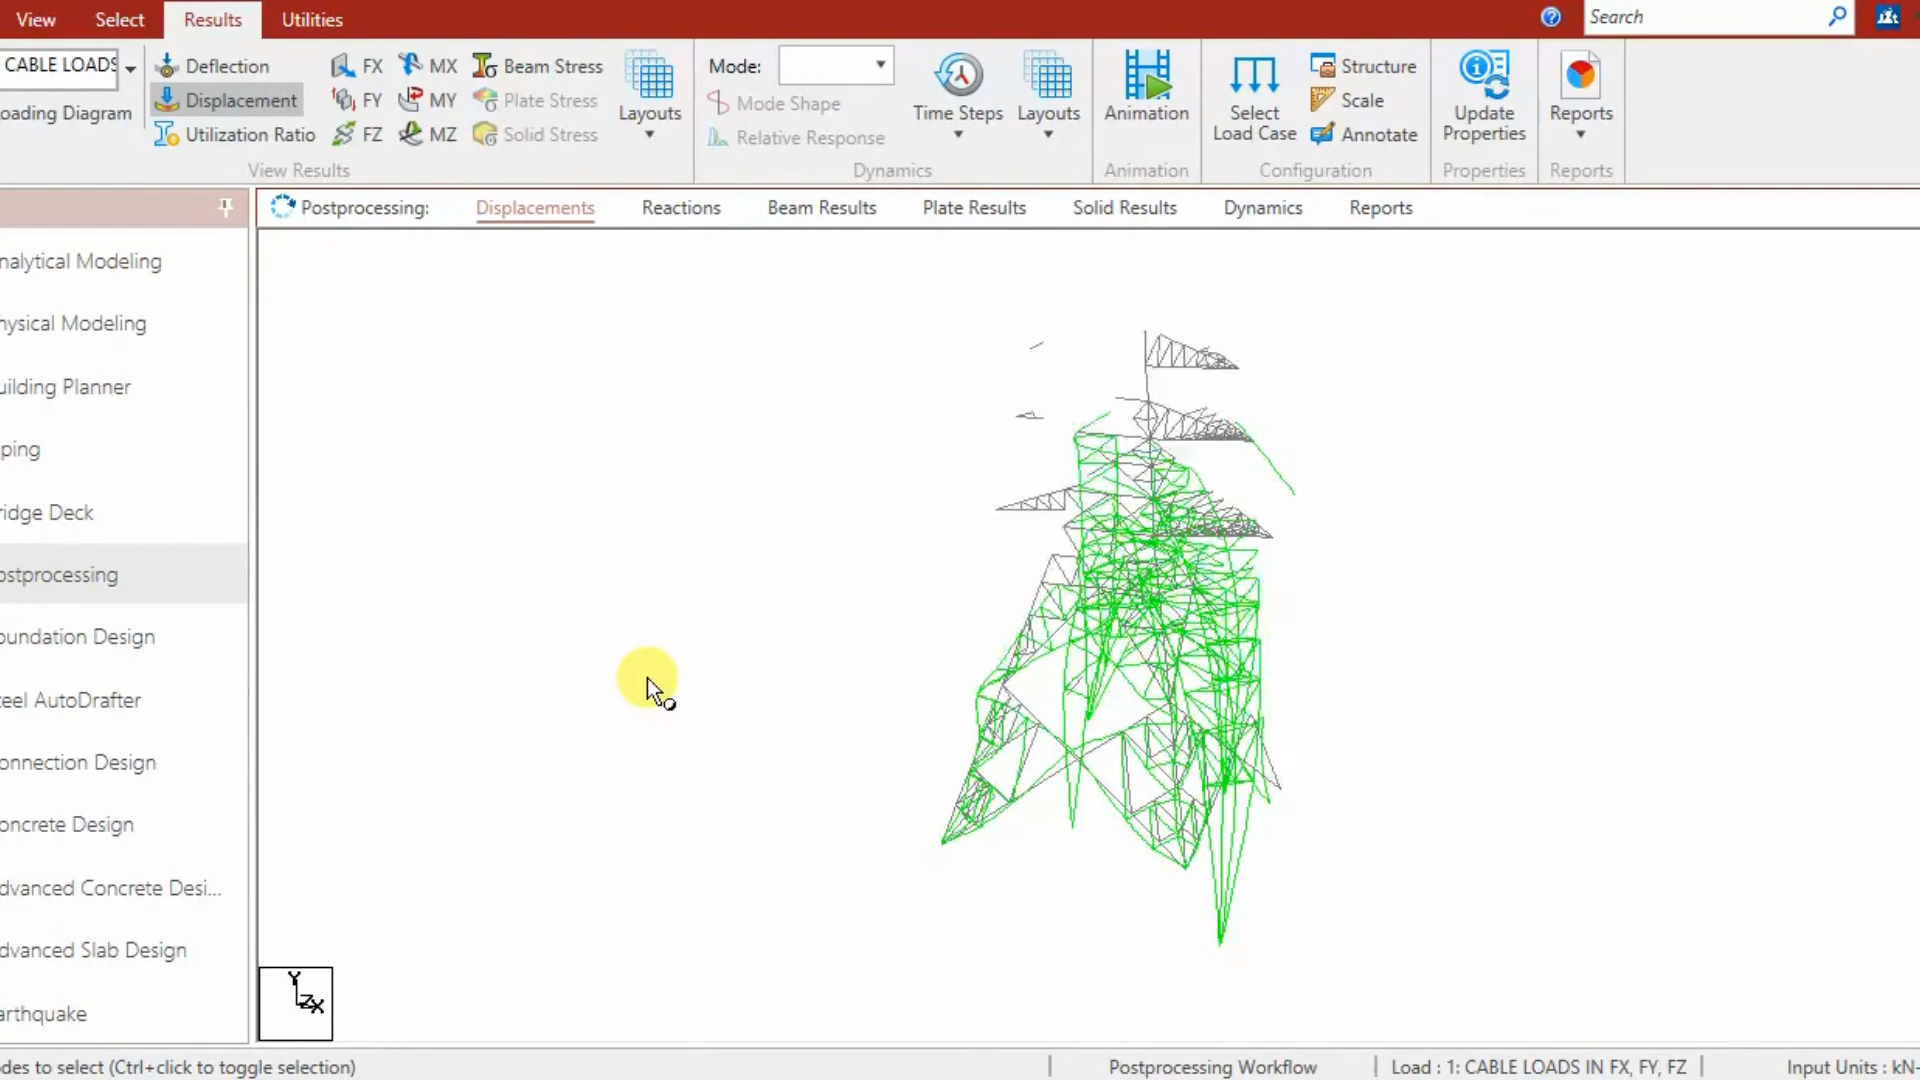 View Select Results Utilities Search
CABLE LOADS Deflection FX MX Beam Stress Mode:
Displacement FY MY Plate Stress Mode Shape
oading Diagram Utilization Ratio FZ MZ Solid Stress Layouts Relative Response Time Steps Layouts Animation Select Load Case Structure Scale Annotate Update Properties Reports
View Results Dynamics Animation Configuration Properties Reports
Postprocessing: Displacements Reactions Beam Results Plate Results Solid Results Dynamics Reports
nalytical Modeling
hysical Modeling
uilding Planner
ping
ridge Deck
ostprocessing
oundation Design
teel AutoDrafter
onnection Design
oncrete Design
dvanced Concrete Desi...
dvanced Slab Design
arthquake
Y
Z X
odes to select (Ctrl+click to toggle selection) Postprocessing Workflow Load : 1: CABLE LOADS IN FX, FY, FZ Input Units : kN-